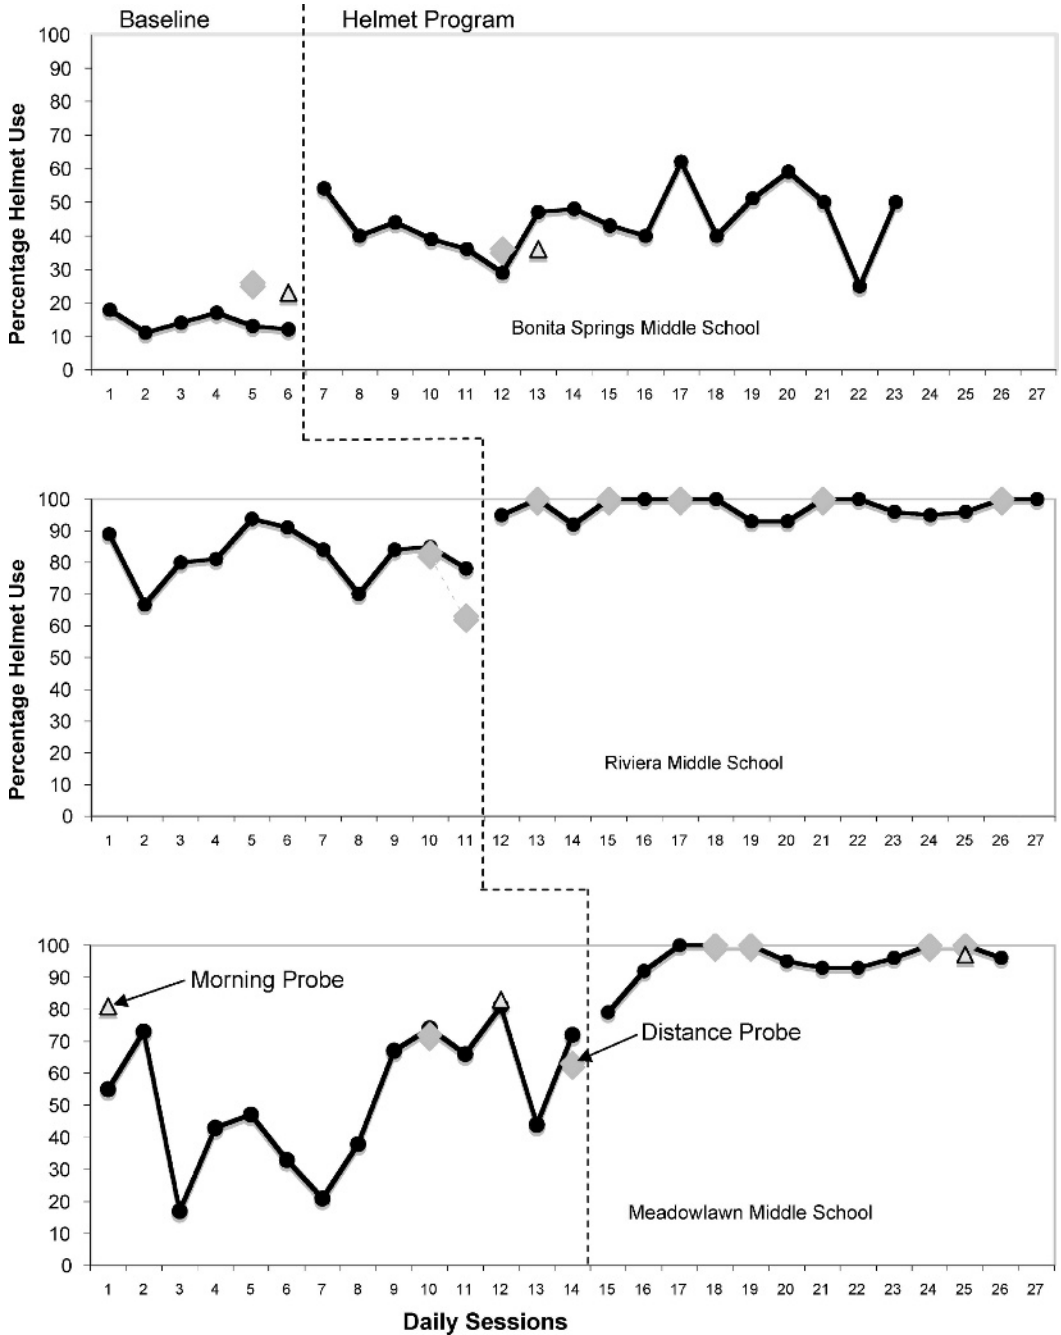 Baseline Helmet Program
100
90
80
70
60
50
40
30
20
10
0
Percentage Helmet Use
Bonita Springs Middle School
1 2 3 4 5 6 7 8 9 10 11 12 13 14 15 16 17 18 19 20 21 22 23 24 25 26 27
100
90
80
70
60
50
40
30
20
10
0
Percentage Helmet Use
Riviera Middle School
1 2 3 4 5 6 7 8 9 10 11 12 13 14 15 16 17 18 19 20 21 22 23 24 25 26 27
100
90
80
70
60
50
40
30
20
10
0
Morning Probe
Distance Probe
Meadowlawn Middle School
1 2 3 4 5 6 7 8 9 10 11 12 13 14 15 16 17 18 19 20 21 22 23 24 25 26 27
Daily Sessions